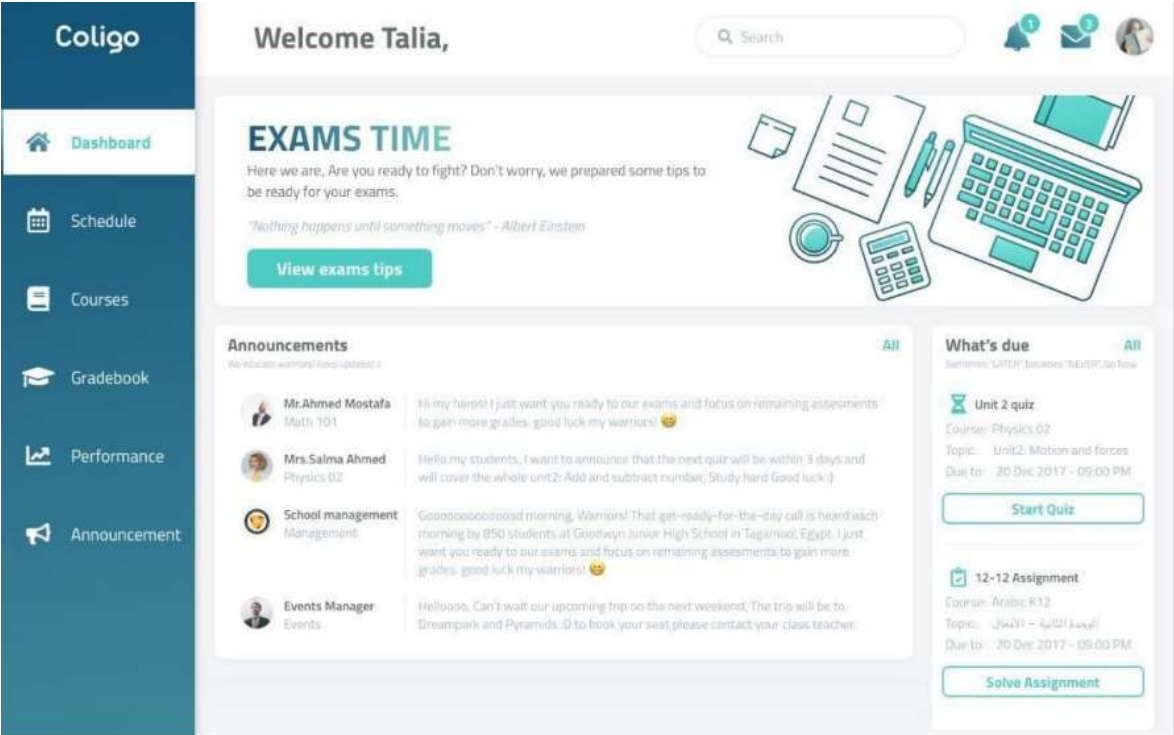 Coligo
Welcome Talia,
Search
1
3
Dashboard
Schedule
Courses
Gradebook
Performance
Announcement
EXAMS TIME
Here we are, Are you ready to fight? Don't worry, we prepared some tips to
be ready for your exams.
"Nothing happens until something moves" - Albert Einstein
View exams tips
Announcements
All
We educate warriors! Keep updated :)
Mr.Ahmed Mostafa
Math 101
Hi my heros! I just want you ready to our exams and focus on remaining assesments
to gain more grades. good luck my warriors! 😄
Mrs.Salma Ahmed
Physics 02
Hello my students, I want to announce that the next quiz will be within 3 days and
will cover the whole unit2: Add and subtract number, Study hard Good luck :)
School management
Management
morning, Warriors! That get-ready-for-the-day call is heard each
morning by 850 students at Goodwyn Junior High School in Tagamool, Egypt. I just
want you ready to our exams and focus on remaining assesments to gain more
grades. good luck my warriors! 😄
Events Manager
Events
Helloooo, Can't wait our upcoming trip on the next weekend, The trip will be to
Dreampark and Pyramids :D to book your seat please contact your class teacher.
What's due
All
"LATER" becomes "NEVER". Go Now
Unit 2 quiz
Course: Physics 02
Topic: Unit2: Motion and forces
Due to: 20 Dec 2017 - 09:00 PM
Start Quiz
12-12 Assignment
Course: Arabic K12
Topic: الوحدة الثانية - الأفعال
Due to: 20 Dec 2017 - 09:00 PM
Solve Assignment